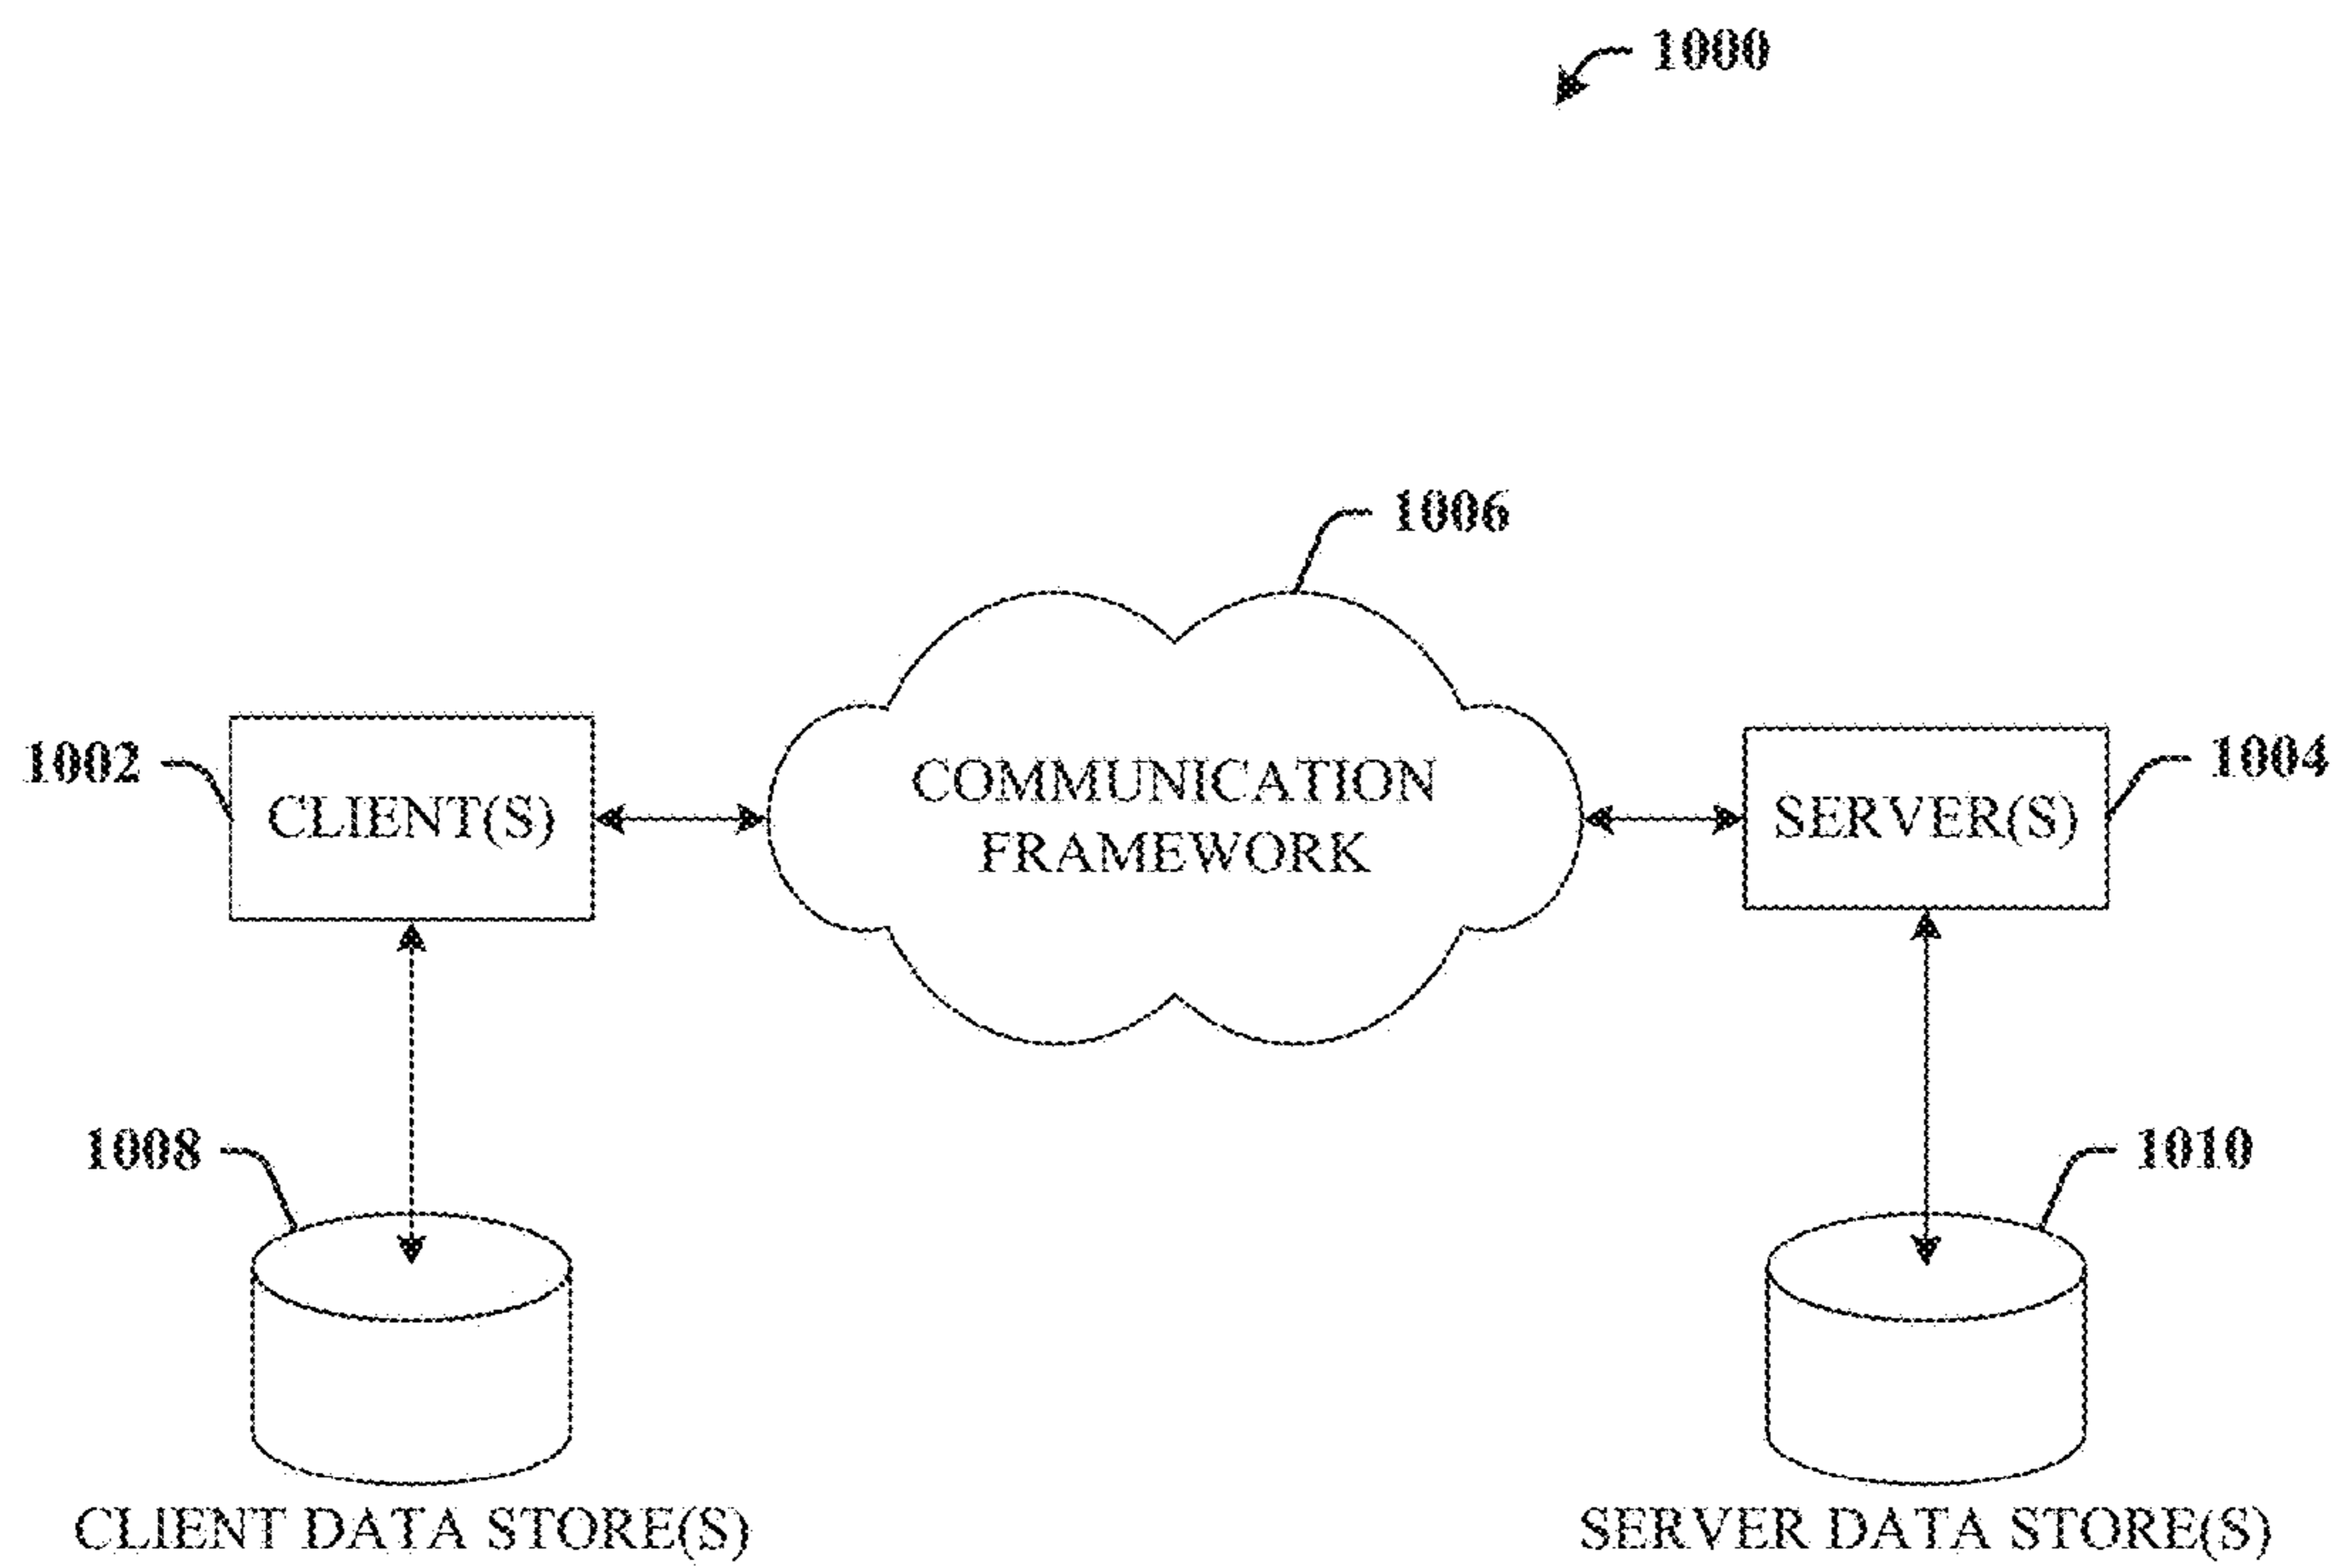 1000
1006
1002
CLIENT(S)
COMMUNICATION
FRAMEWORK
SERVER(S)
1004
1008
1010
CLIENT DATA STORE(S)
SERVER DATA STORE(S)